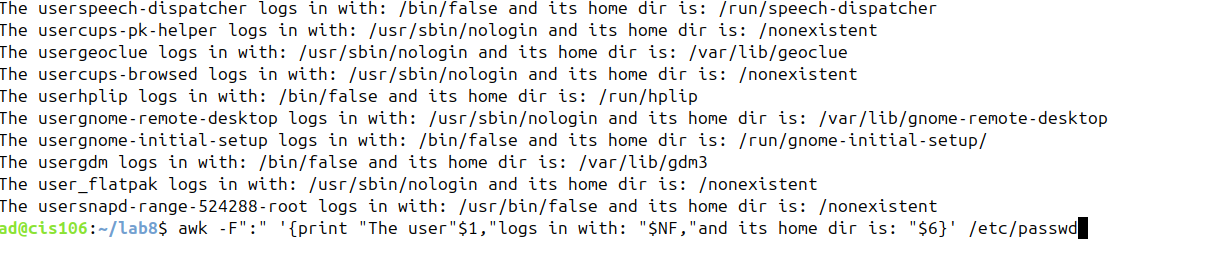 The userspeech-dispatcher logs in with: /bin/false and its home dir is: /run/speech-dispatcher
The usercups-pk-helper logs in with: /usr/sbin/nologin and its home dir is: /nonexistent
The usergeoclue logs in with: /usr/sbin/nologin and its home dir is: /var/lib/geoclue
The usercups-browsed logs in with: /usr/sbin/nologin and its home dir is: /nonexistent
The userhplip logs in with: /bin/false and its home dir is: /run/hplip
The usergnome-remote-desktop logs in with: /usr/sbin/nologin and its home dir is: /var/lib/gnome-remote-desktop
The usergnome-initial-setup logs in with: /bin/false and its home dir is: /run/gnome-initial-setup/
The usergdm logs in with: /bin/false and its home dir is: /var/lib/gdm3
The user_flatpak logs in with: /usr/sbin/nologin and its home dir is: /nonexistent
The usersnapd-range-524288-root logs in with: /usr/bin/false and its home dir is: /nonexistent
ad@cis106:~/lab8$ awk -F":" '{print "The user"$1,"logs in with: "$NF,"and its home dir is: "$6}' /etc/passwd